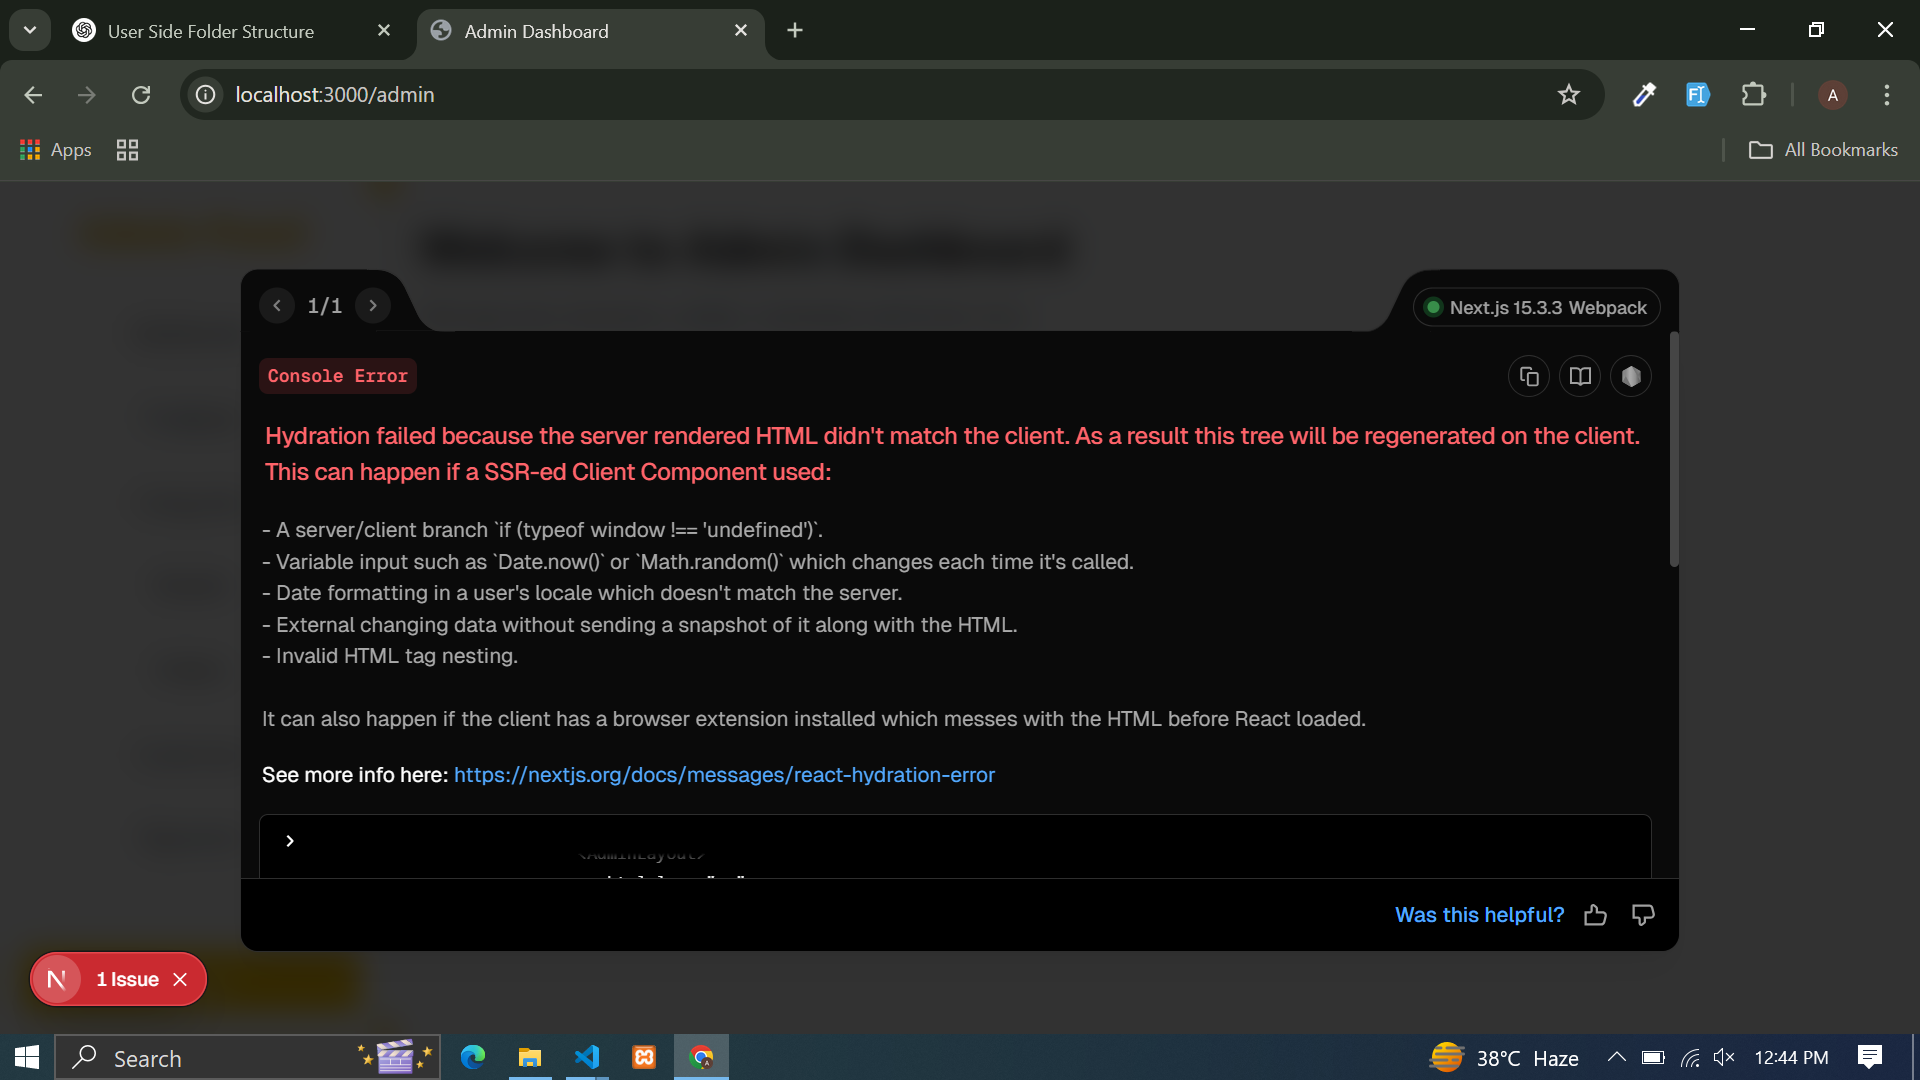 User Side Folder Structure
Admin Dashboard
localhost:3000/admin
A
Apps
All Bookmarks
1/1
Next.js 15.3.3 Webpack
Console Error
Hydration failed because the server rendered HTML didn't match the client. As a result this tree will be regenerated on the client.
This can happen if a SSR-ed Client Component used:
- A server/client branch `if (typeof window !== 'undefined')`.
- Variable input such as `Date.now()` or `Math.random()` which changes each time it's called.
- Date formatting in a user's locale which doesn't match the server.
- External changing data without sending a snapshot of it along with the HTML.
- Invalid HTML tag nesting.
It can also happen if the client has a browser extension installed which messes with the HTML before React loaded.
See more info here: https://nextjs.org/docs/messages/react-hydration-error
<AdminLayout>
Was this helpful?
N 1 Issue
Search
38°C Haze
12:44 PM